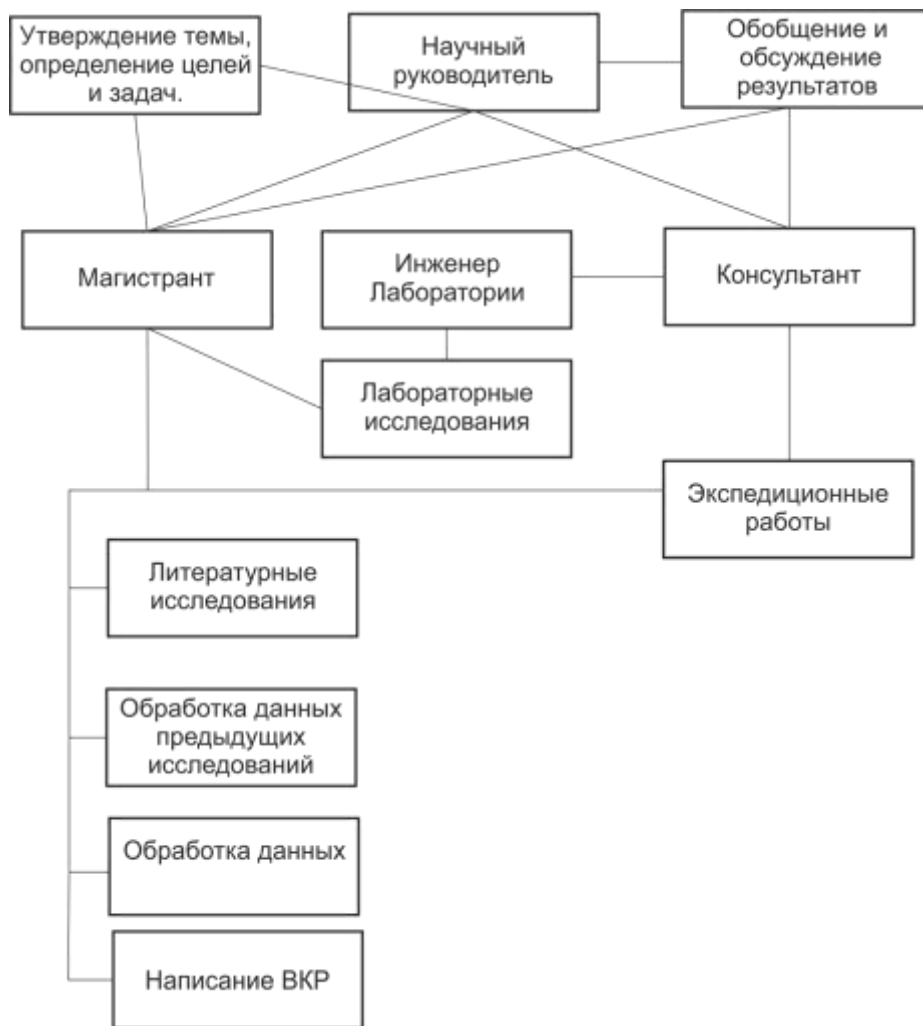 Утверждение темы,
определение целей
и задач.
Научный
руководитель
Обобщение и
обсуждение
результатов
Магистрант
Инженер
Лаборатории
Консультант
Лабораторные
исследования
Экспедиционные
работы
Литературные
исследования
Обработка данных
предыдущих
исследований
Обработка данных
Написание ВКР